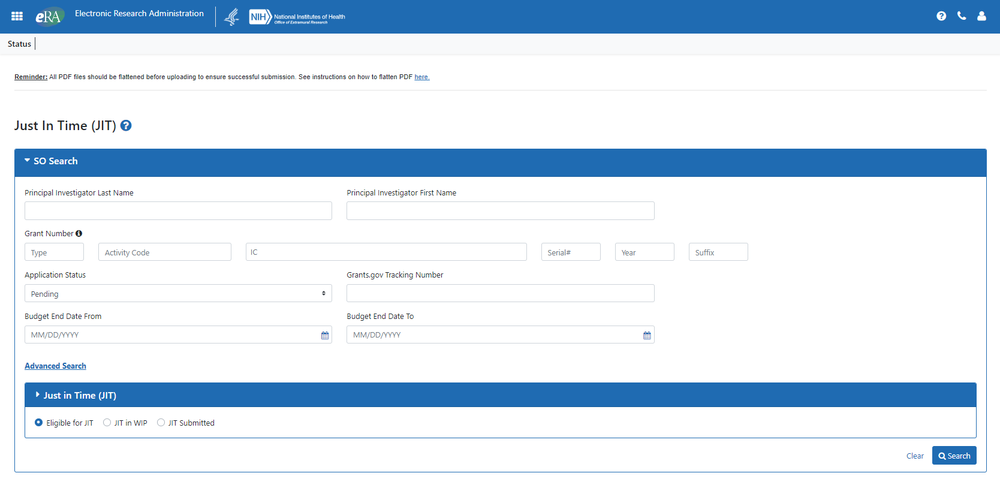 eRA
Electronic Research Administration
NIH National Institutes of Health
Office of Extramural Research
Status
Reminder: All PDF files should be flattened before uploading to ensure successful submission. See instructions on how to flatten PDF here.
Just In Time (JIT)
SO Search
Principal Investigator Last Name Principal Investigator First Name
Grant Number
Type Activity Code IC Serial# Year Suffix
Application Status Grants.gov Tracking Number
Pending
Budget End Date From Budget End Date To
MM/DD/YYYY MM/DD/YYYY
Advanced Search
Just in Time (JIT)
Eligible for JIT JIT in WIP JIT Submitted
Clear Search